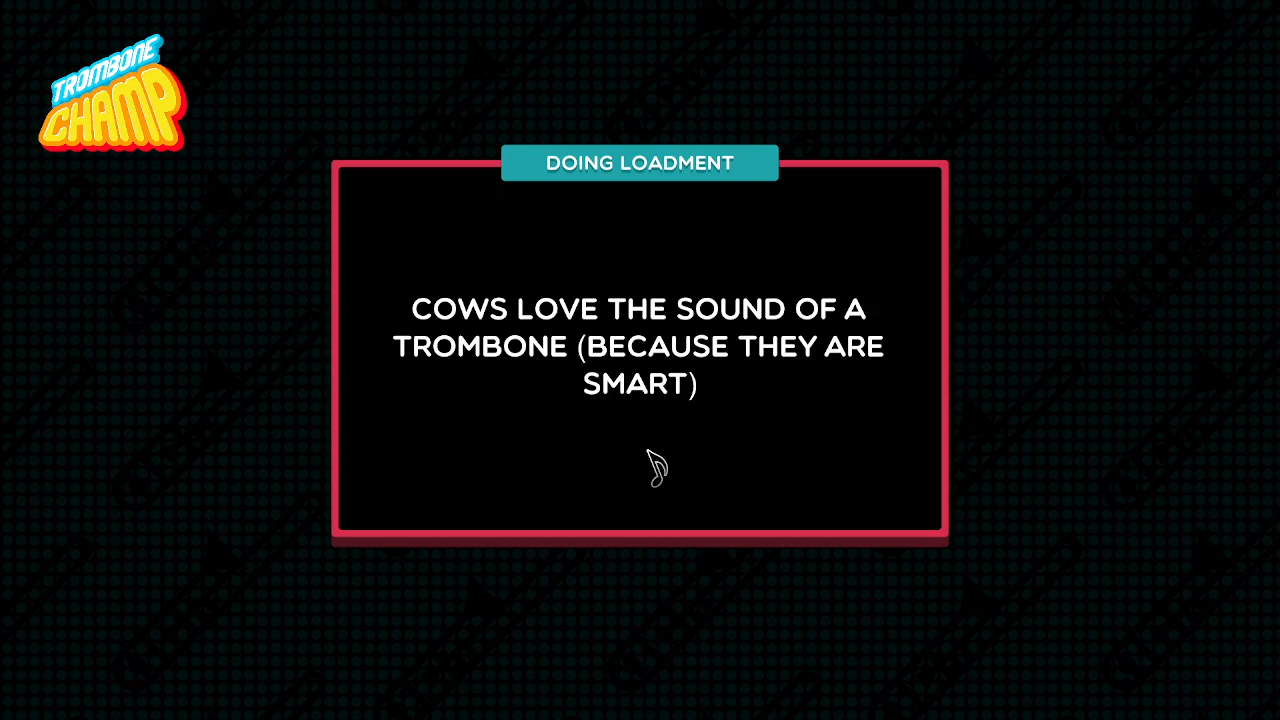 TROMBONE
CHAMP
DOING LOADMENT
COWS LOVE THE SOUND OF A
TROMBONE (BECAUSE THEY ARE
SMART)